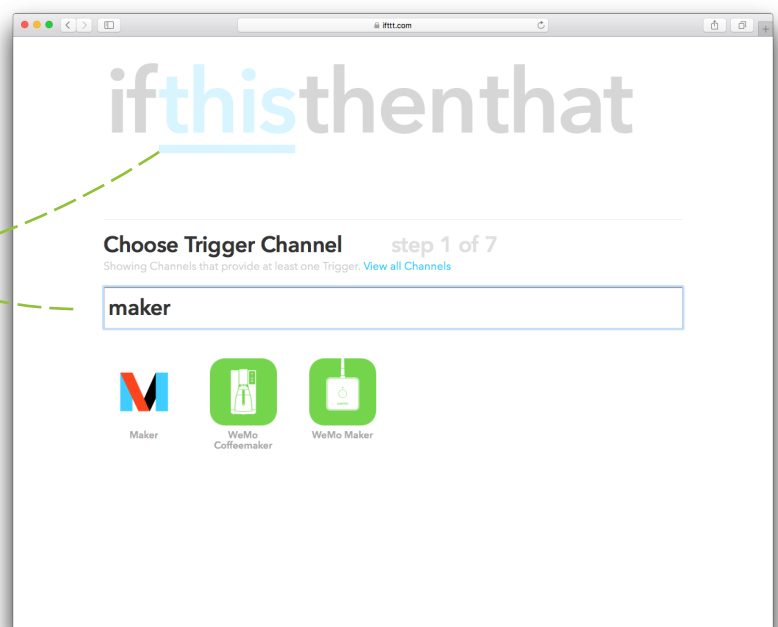 ifttt.com
ifthisthenthat
Choose Trigger Channel step 1 of 7
Showing Channels that provide at least one Trigger. View all Channels
maker
Maker
WeMo
Coffeemaker
WeMo Maker